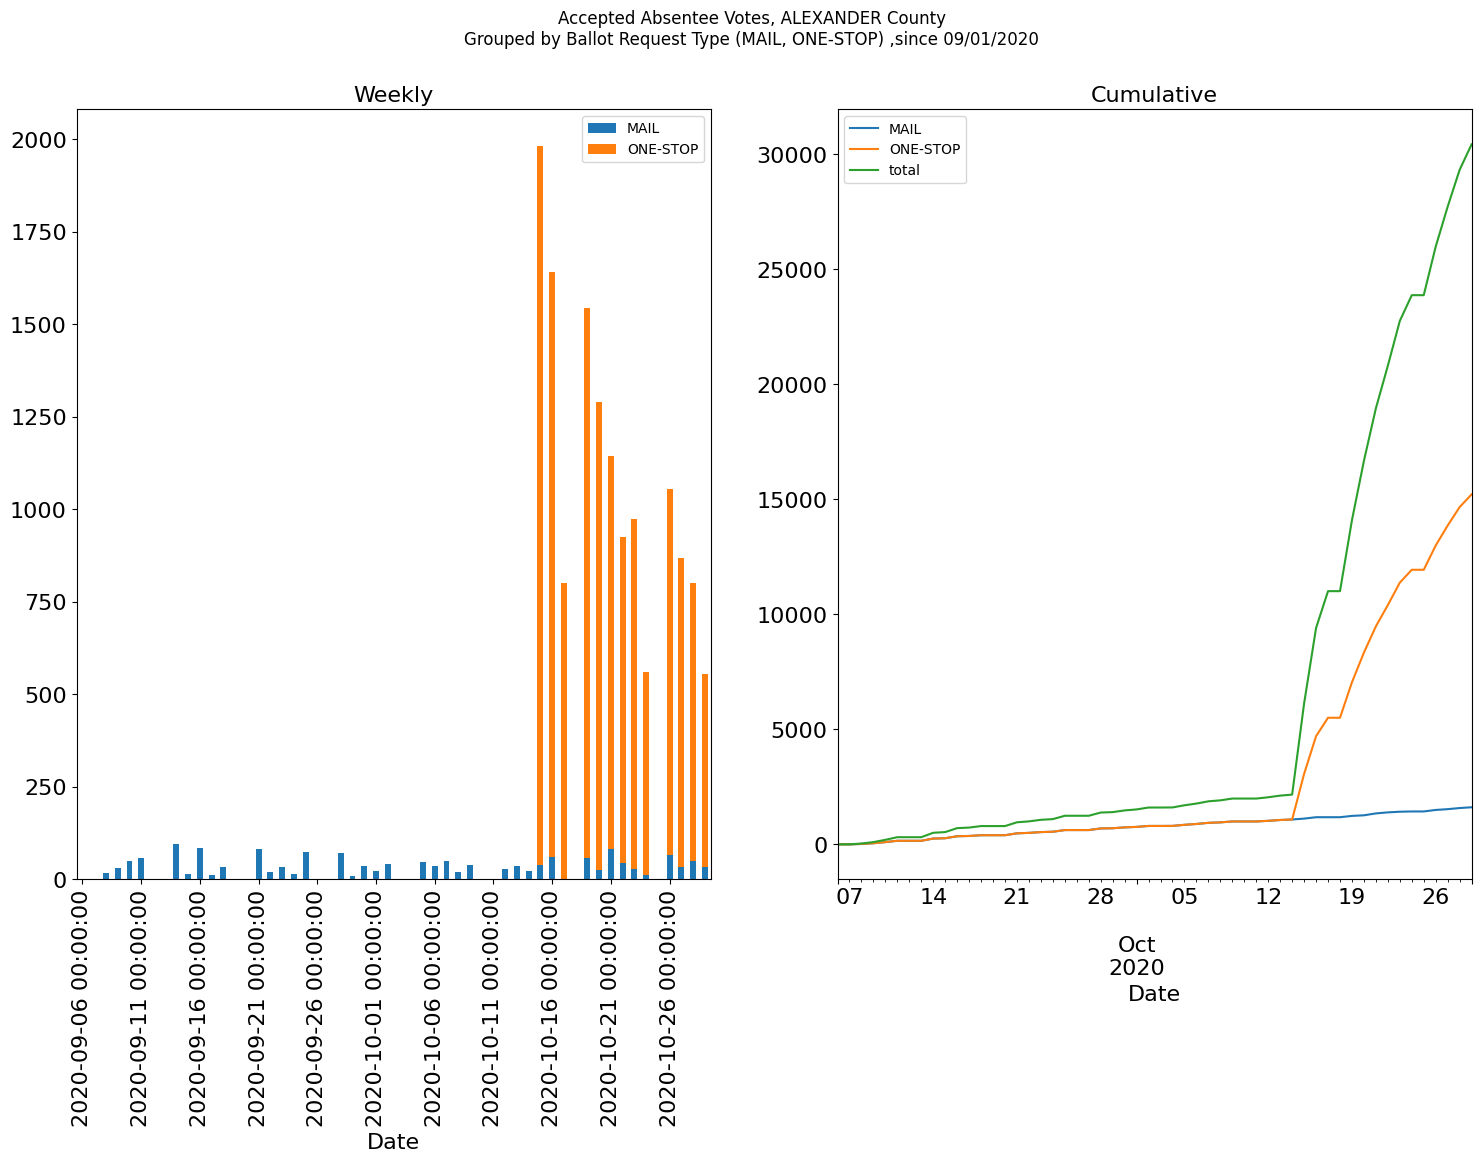 Accepted Absentee Votes, ALEXANDER County
Grouped by Ballot Request Type (MAIL, ONE-STOP) ,since 09/01/2020
Weekly
MAIL
ONE-STOP
2000
1750
1500
1250
1000
750
500
250
0
2020-09-06 00:00:00
2020-09-11 00:00:00
2020-09-16 00:00:00
2020-09-21 00:00:00
2020-09-26 00:00:00
2020-10-01 00:00:00
2020-10-06 00:00:00
2020-10-11 00:00:00
2020-10-16 00:00:00
2020-10-21 00:00:00
2020-10-26 00:00:00
Date
Cumulative
MAIL
ONE-STOP
total
30000
25000
20000
15000
10000
5000
0
07 14 21 28 05 12 19 26
Oct
2020
Date